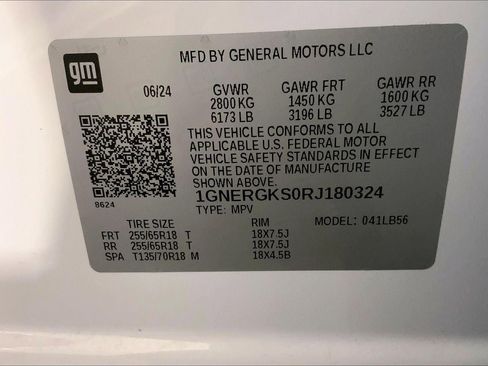 gm
MFD BY GENERAL MOTORS LLC
06/24 GVWR GAWR FRT GAWR RR
2800 KG 1450 KG 1600 KG
6173 LB 3196 LB 3527 LB
THIS VEHICLE CONFORMS TO ALL
APPLICABLE U.S. FEDERAL MOTOR
VEHICLE SAFETY STANDARDS IN EFFECT
ON THE DATE OF MANUFACTURE
SHOWN ABOVE.
8624
1GNERGKS0RJ180324
TYPE: MPV MODEL: 041LB56
TIRE SIZE RIM
FRT 255/65R18 T 18X7.5J
RR 255/65R18 T 18X7.5J
SPA T135/70R18 M 18X4.5B